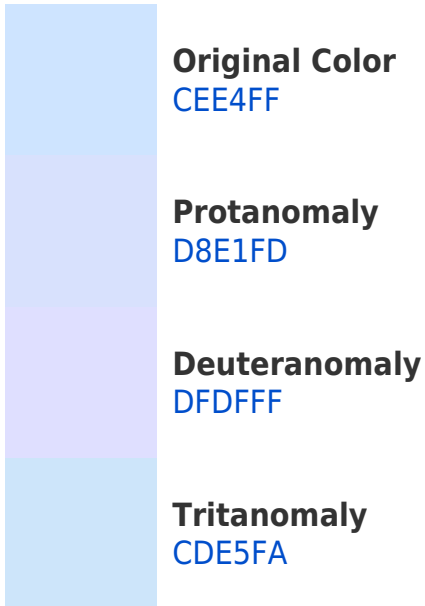 Original Color
CEE4FF
Protanomaly
D8E1FD
Deuteranomaly
DFDFFF
Tritanomaly
CDE5FA